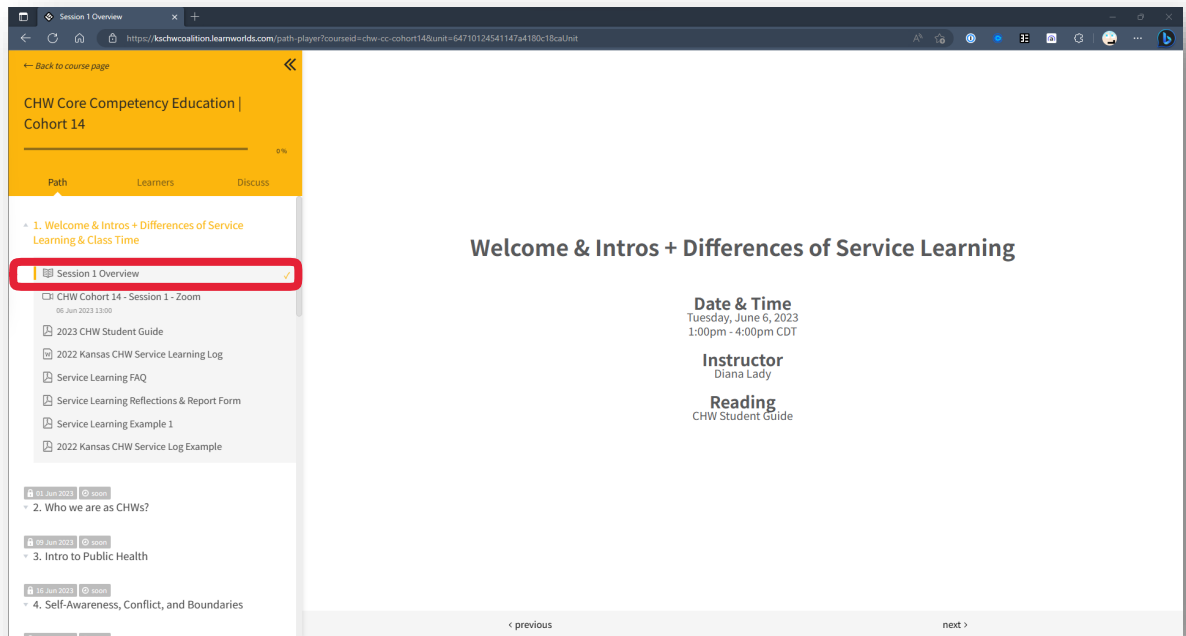 Session 1 Overview
https://kschwcoalition.learnworlds.com/path-player?courseid=chw-cc-cohort14&unit=64710124541147a4180c18caUnit
← Back to course page
CHW Core Competency Education |
Cohort 14
0%
Path Learners Discuss
1. Welcome & Intros + Differences of Service
Learning & Class Time
Session 1 Overview
CHW Cohort 14 - Session 1 - Zoom
06 Jun 2023 13:00
2023 CHW Student Guide
2022 Kansas CHW Service Learning Log
Service Learning FAQ
Service Learning Reflections & Report Form
Service Learning Example 1
2022 Kansas CHW Service Log Example
01 Jun 2023 soon
2. Who we are as CHWs?
09 Jun 2023 soon
3. Intro to Public Health
16 Jun 2023 soon
4. Self-Awareness, Conflict, and Boundaries
Welcome & Intros + Differences of Service Learning
Date & Time
Tuesday, June 6, 2023
1:00pm - 4:00pm CDT
Instructor
Diana Lady
Reading
CHW Student Guide
‹ previous
next ›